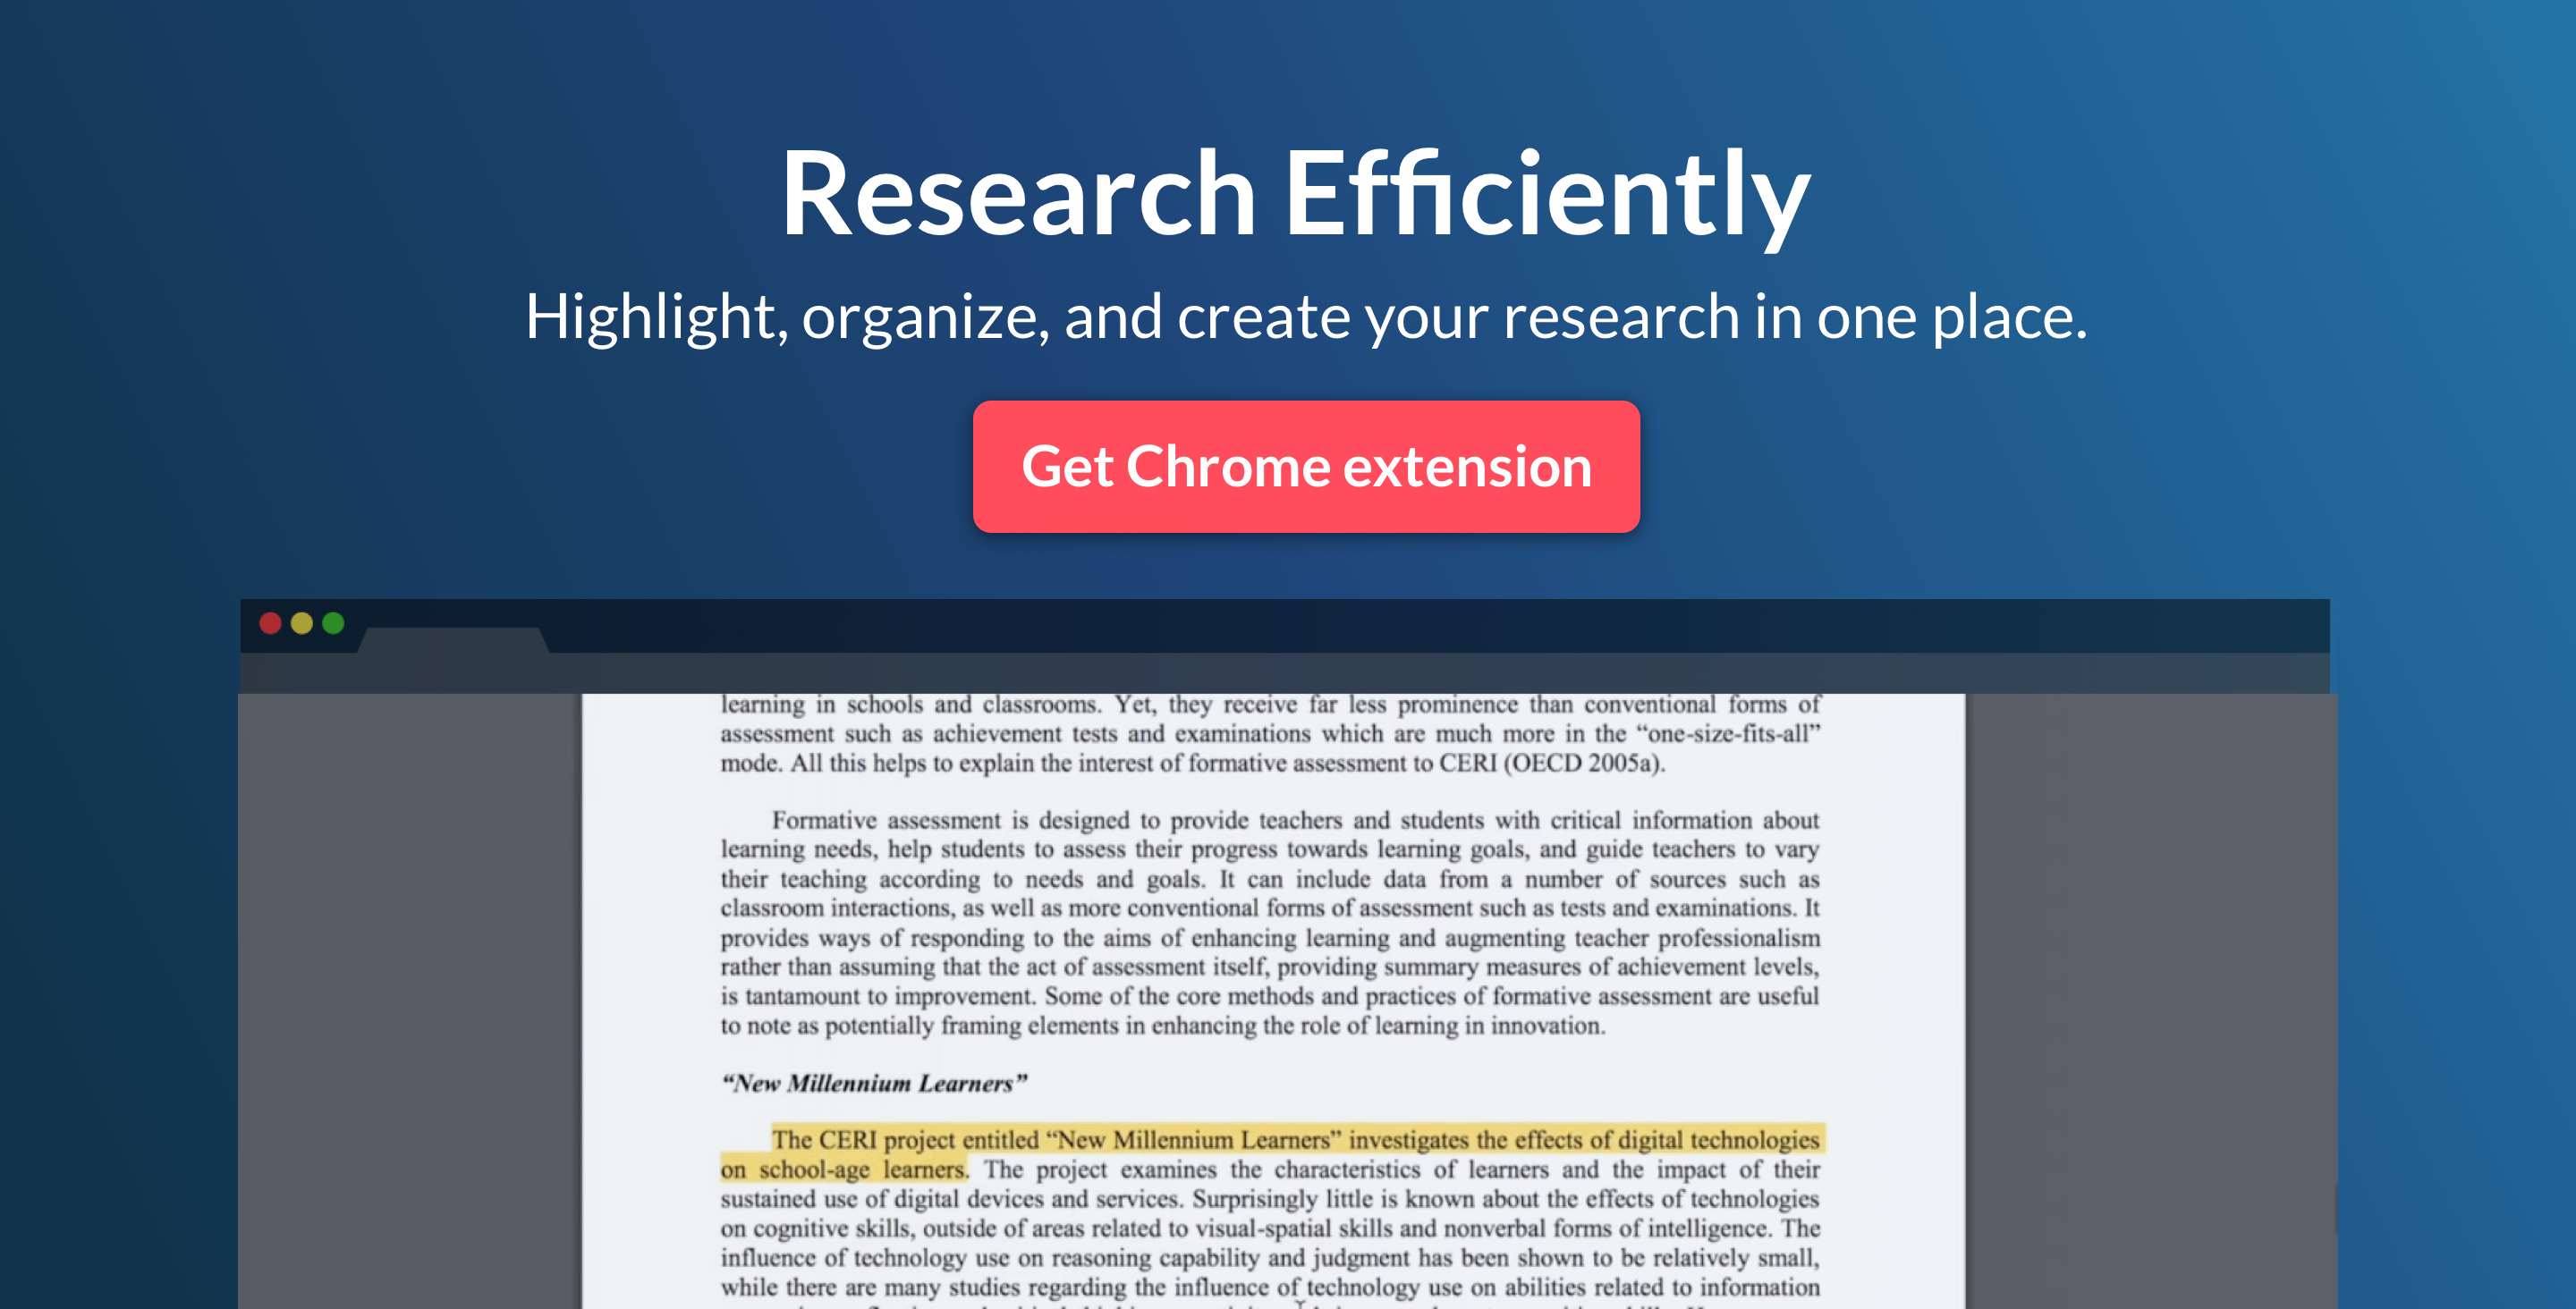 Research Efficiently
Highlight, organize, and create your research in one place.
Get Chrome extension
learning in schools and classrooms. Yet, they receive far less prominence than conventional forms of
assessment such as achievement tests and examinations which are much more in the “one-size-fits-all”
mode. All this helps to explain the interest of formative assessment to CERI (OECD 2005a).
Formative assessment is designed to provide teachers and students with critical information about
learning needs, help students to assess their progress towards learning goals, and guide teachers to vary
their teaching according to needs and goals. It can include data from a number of sources such as
classroom interactions, as well as more conventional forms of assessment such as tests and examinations. It
provides ways of responding to the aims of enhancing learning and augmenting teacher professionalism
rather than assuming that the act of assessment itself, providing summary measures of achievement levels,
is tantamount to improvement. Some of the core methods and practices of formative assessment are useful
to note as potentially framing elements in enhancing the role of learning in innovation.
“New Millennium Learners”
The CERI project entitled “New Millennium Learners” investigates the effects of digital technologies
on school-age learners. The project examines the characteristics of learners and the impact of their
sustained use of digital devices and services. Surprisingly little is known about the effects of technologies
on cognitive skills, outside of areas related to visual-spatial skills and nonverbal forms of intelligence. The
influence of technology use on reasoning capability and judgment has been shown to be relatively small,
while there are many studies regarding the influence of technology use on abilities related to information